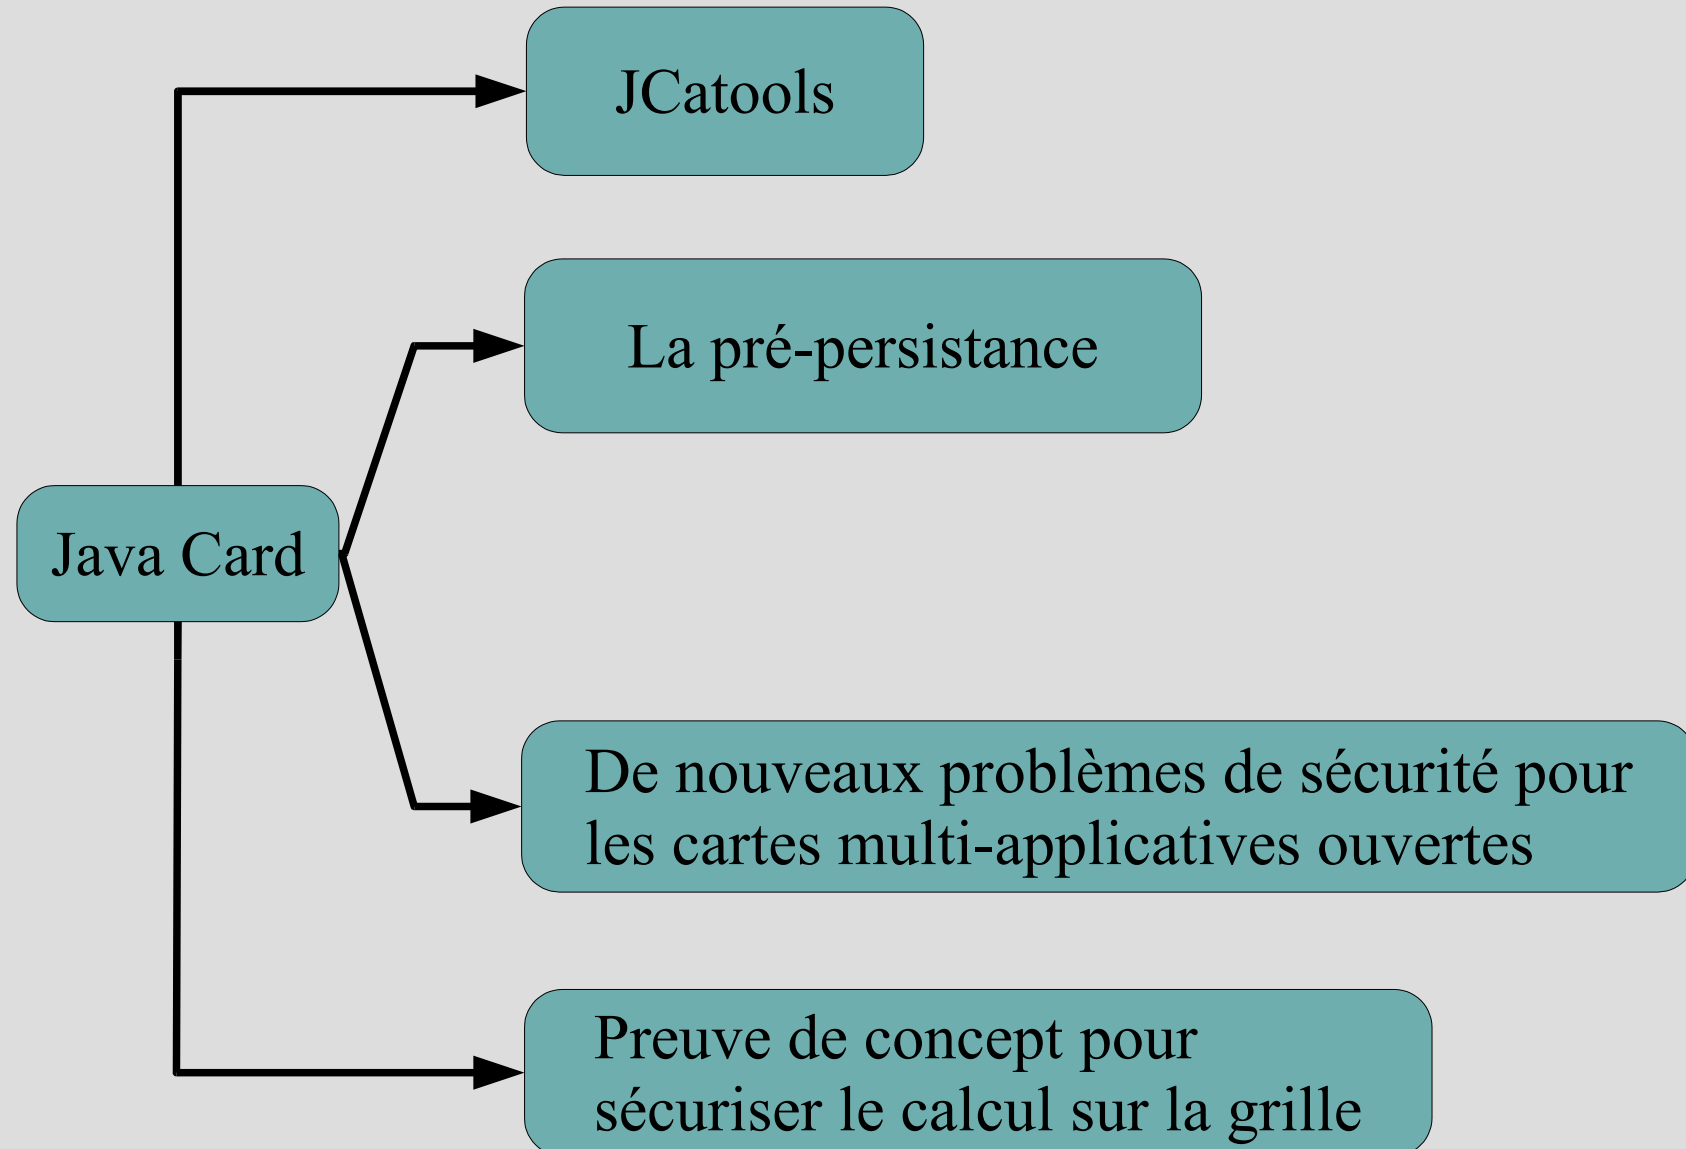 JCatools
La pré-persistance
Java Card
De nouveaux problèmes de sécurité pour
les cartes multi-applicatives ouvertes
Preuve de concept pour
sécuriser le calcul sur la grille